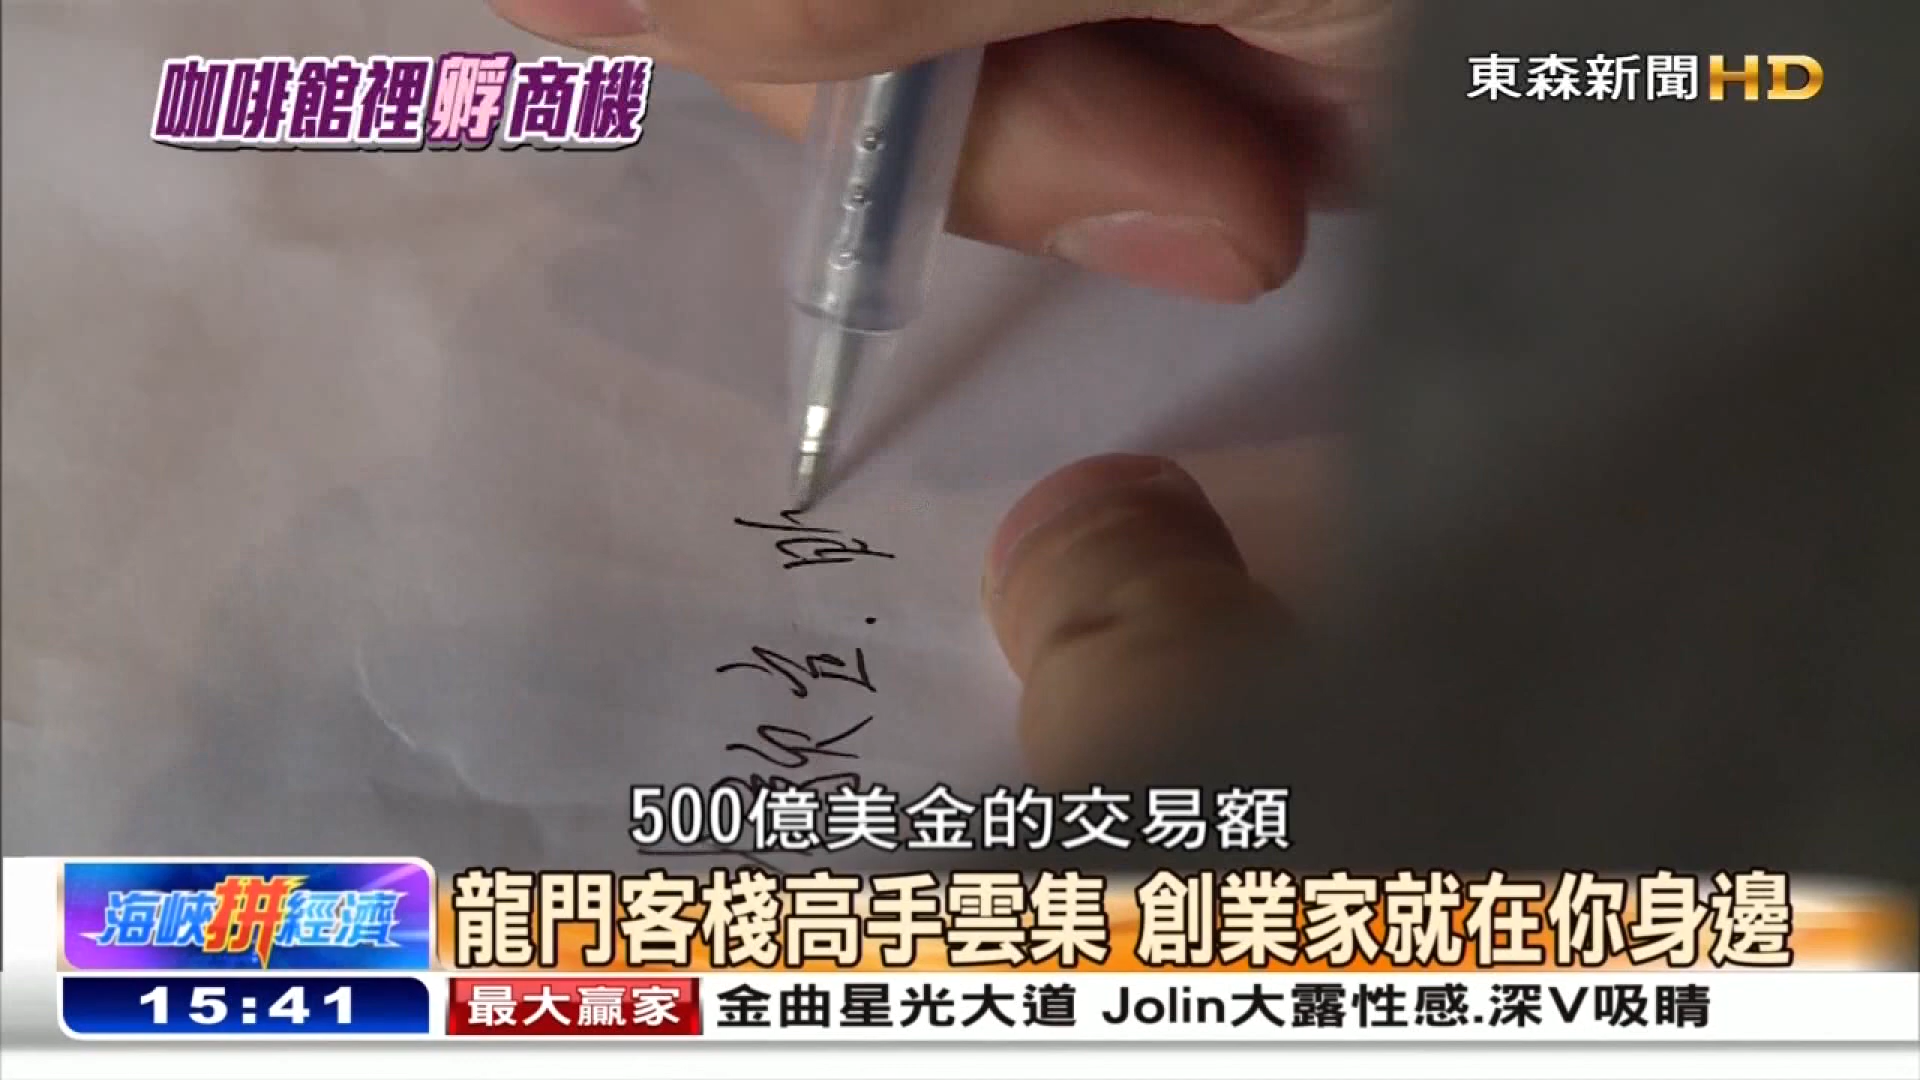 咖啡館裡孵商機
東森新聞HD
500億美金的交易額
海峽拼經濟
龍門客棧高手雲集 創業家就在你身邊
15:41
最大贏家
金曲星光大道 Jolin大露性感.深V吸睛